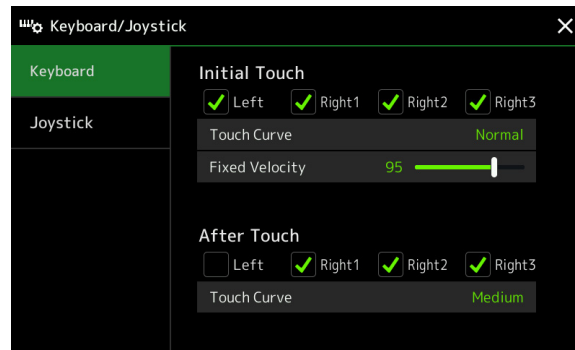 Keyboard/Joystick
Keyboard
Joystick
Initial Touch
Left Right1 Right2 Right3
Touch Curve Normal
Fixed Velocity 95
After Touch
Left Right1 Right2 Right3
Touch Curve Medium